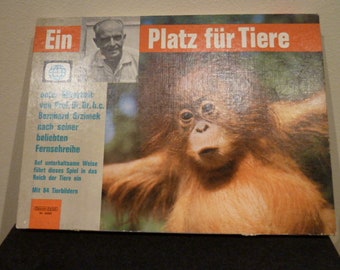 Ein Platz für Tiere
von Prof. Dr. Dr. h. c.
Bernhard Grzimek
nach seiner
beliebten
Fernsehreihe
Auf unterhaltsame Weise
führt dieses Spiel in das
Reich der Tiere ein
Mit 84 Tierbildern